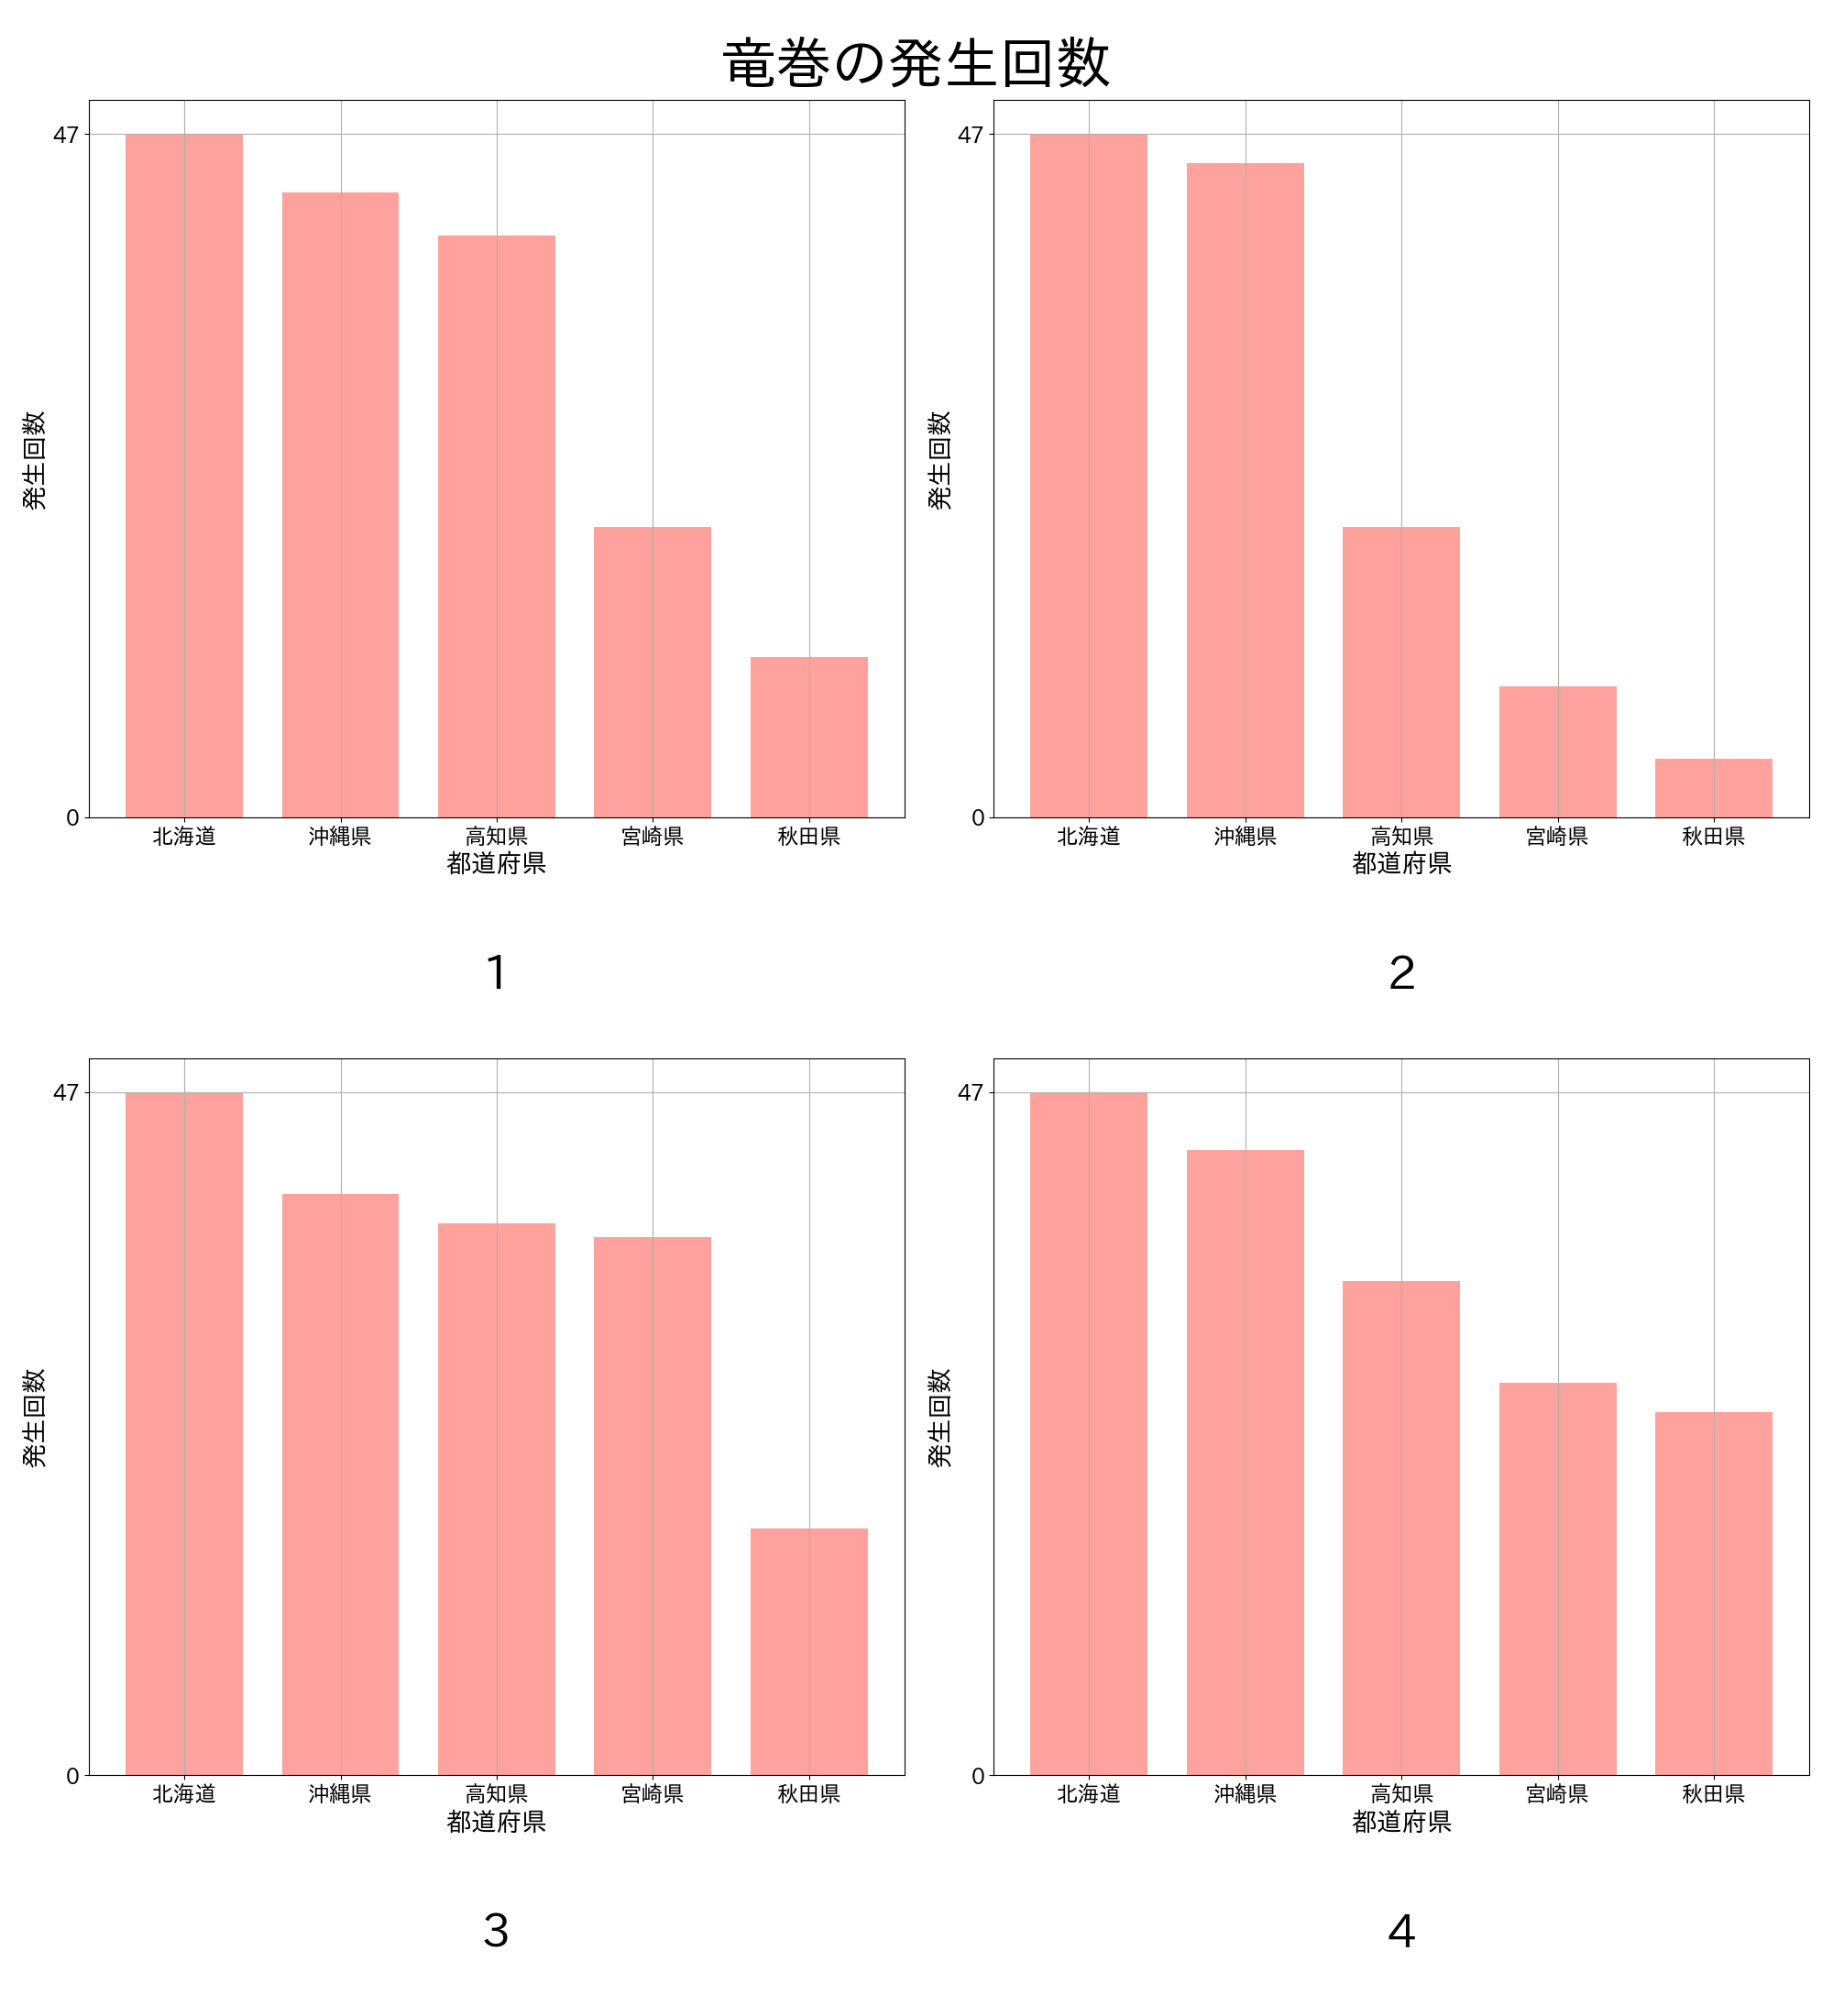 竜巻の発生回数
47
0
発生回数
北海道 沖縄県 高知県 宮崎県 秋田県
都道府県
1
47
0
発生回数
北海道 沖縄県 高知県 宮崎県 秋田県
都道府県
2
47
0
発生回数
北海道 沖縄県 高知県 宮崎県 秋田県
都道府県
3
47
0
発生回数
北海道 沖縄県 高知県 宮崎県 秋田県
都道府県
4